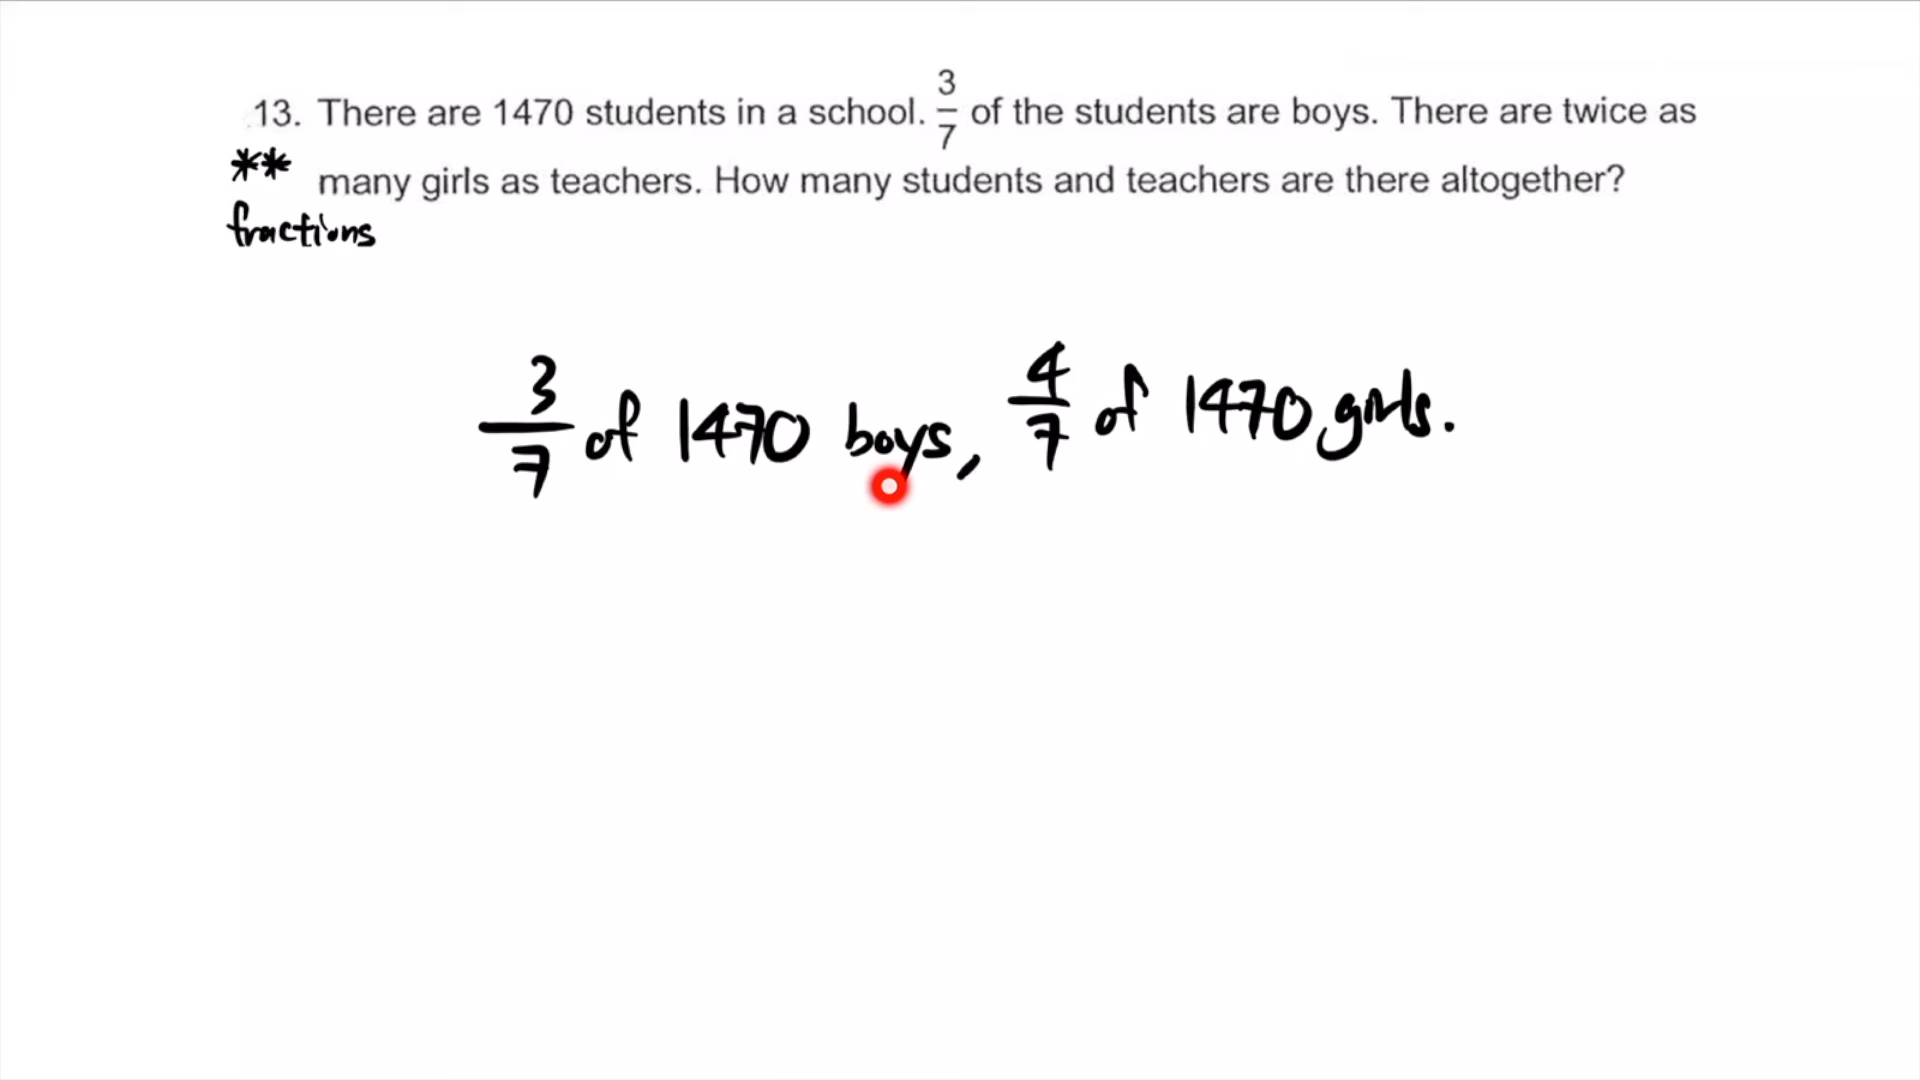 13. There are 1470 students in a school. 3/7 of the students are boys. There are twice as
** many girls as teachers. How many students and teachers are there altogether?
fractions
3/7 of 1470 boys, 4/7 of 1470 girls.